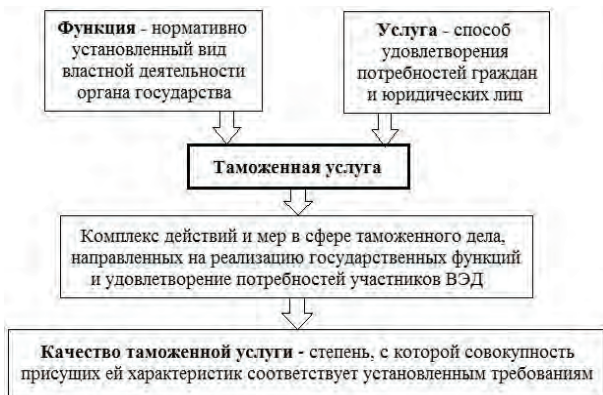 Функция - нормативно
установленный вид
властной деятельности
органа государства
Услуга - способ
удовлетворения
потребностей граждан
и юридических лиц
Таможенная услуга
Комплекс действий и мер в сфере таможенного дела,
направленных на реализацию государственных функций
и удовлетворение потребностей участников ВЭД
Качество таможенной услуги - степень, с которой совокупность
присущих ей характеристик соответствует установленным требованиям